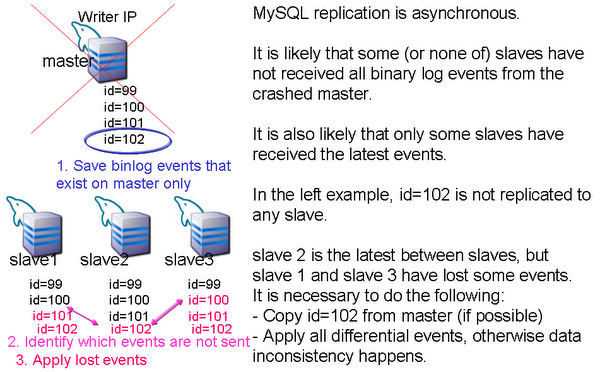 Writer IP
master
id=99
id=100
id=101
id=102
1. Save binlog events that
exist on master only
slave1
slave2
slave3
id=99
id=100
id=101
id=102
id=99
id=100
id=101
id=102
id=99
id=100
id=101
id=102
2. Identify which events are not sent
3. Apply lost events
MySQL replication is asynchronous.
It is likely that some (or none of) slaves have
not received all binary log events from the
crashed master.
It is also likely that only some slaves have
received the latest events.
In the left example, id=102 is not replicated to
any slave.
slave 2 is the latest between slaves, but
slave 1 and slave 3 have lost some events.
It is necessary to do the following:
- Copy id=102 from master (if possible)
- Apply all differential events, otherwise data
inconsistency happens.